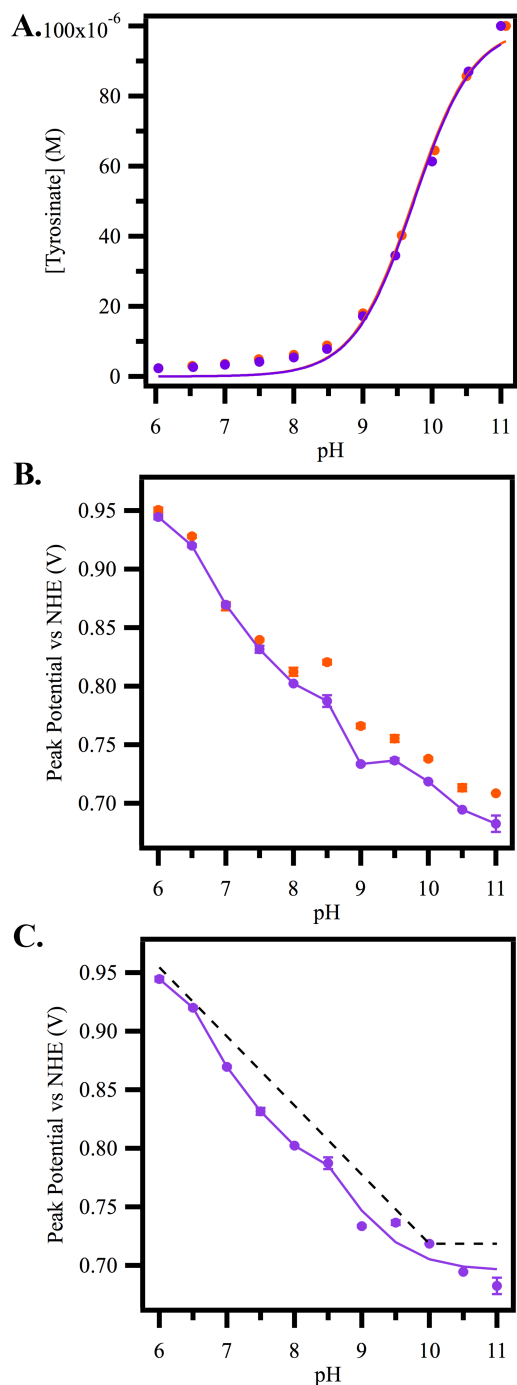 A.
100x10-6
80
60
40
20
0
[Tyrosinate] (M)
6 7 8 9 10 11
pH
B.
0.95
0.90
0.85
0.80
0.75
0.70
Peak Potential vs NHE (V)
6 7 8 9 10 11
pH
C.
0.95
0.90
0.85
0.80
0.75
0.70
Peak Potential vs NHE (V)
6 7 8 9 10 11
pH